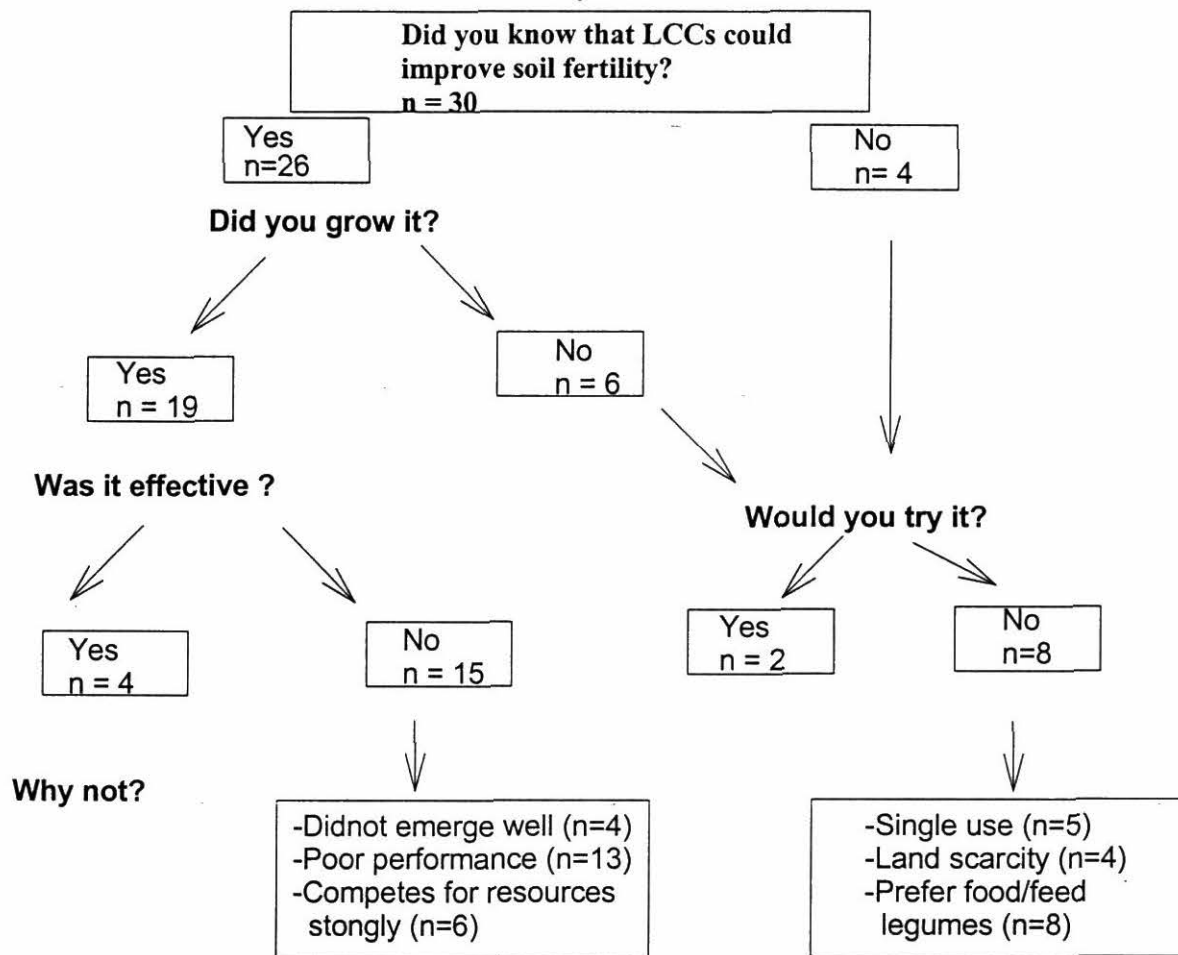 Did you know that LCCs could
improve soil fertility?
n = 30
Yes
n=26
No
n= 4
Did you grow it?
Yes
n = 19
No
n = 6
Was it effective ?
Would you try it?
Yes
n = 4
No
n = 15
Yes
n = 2
No
n=8
Why not?
-Didnot emerge well (n=4)
-Poor performance (n=13)
-Competes for resources
stongly (n=6)
-Single use (n=5)
-Land scarcity (n=4)
-Prefer food/feed
legumes (n=8)